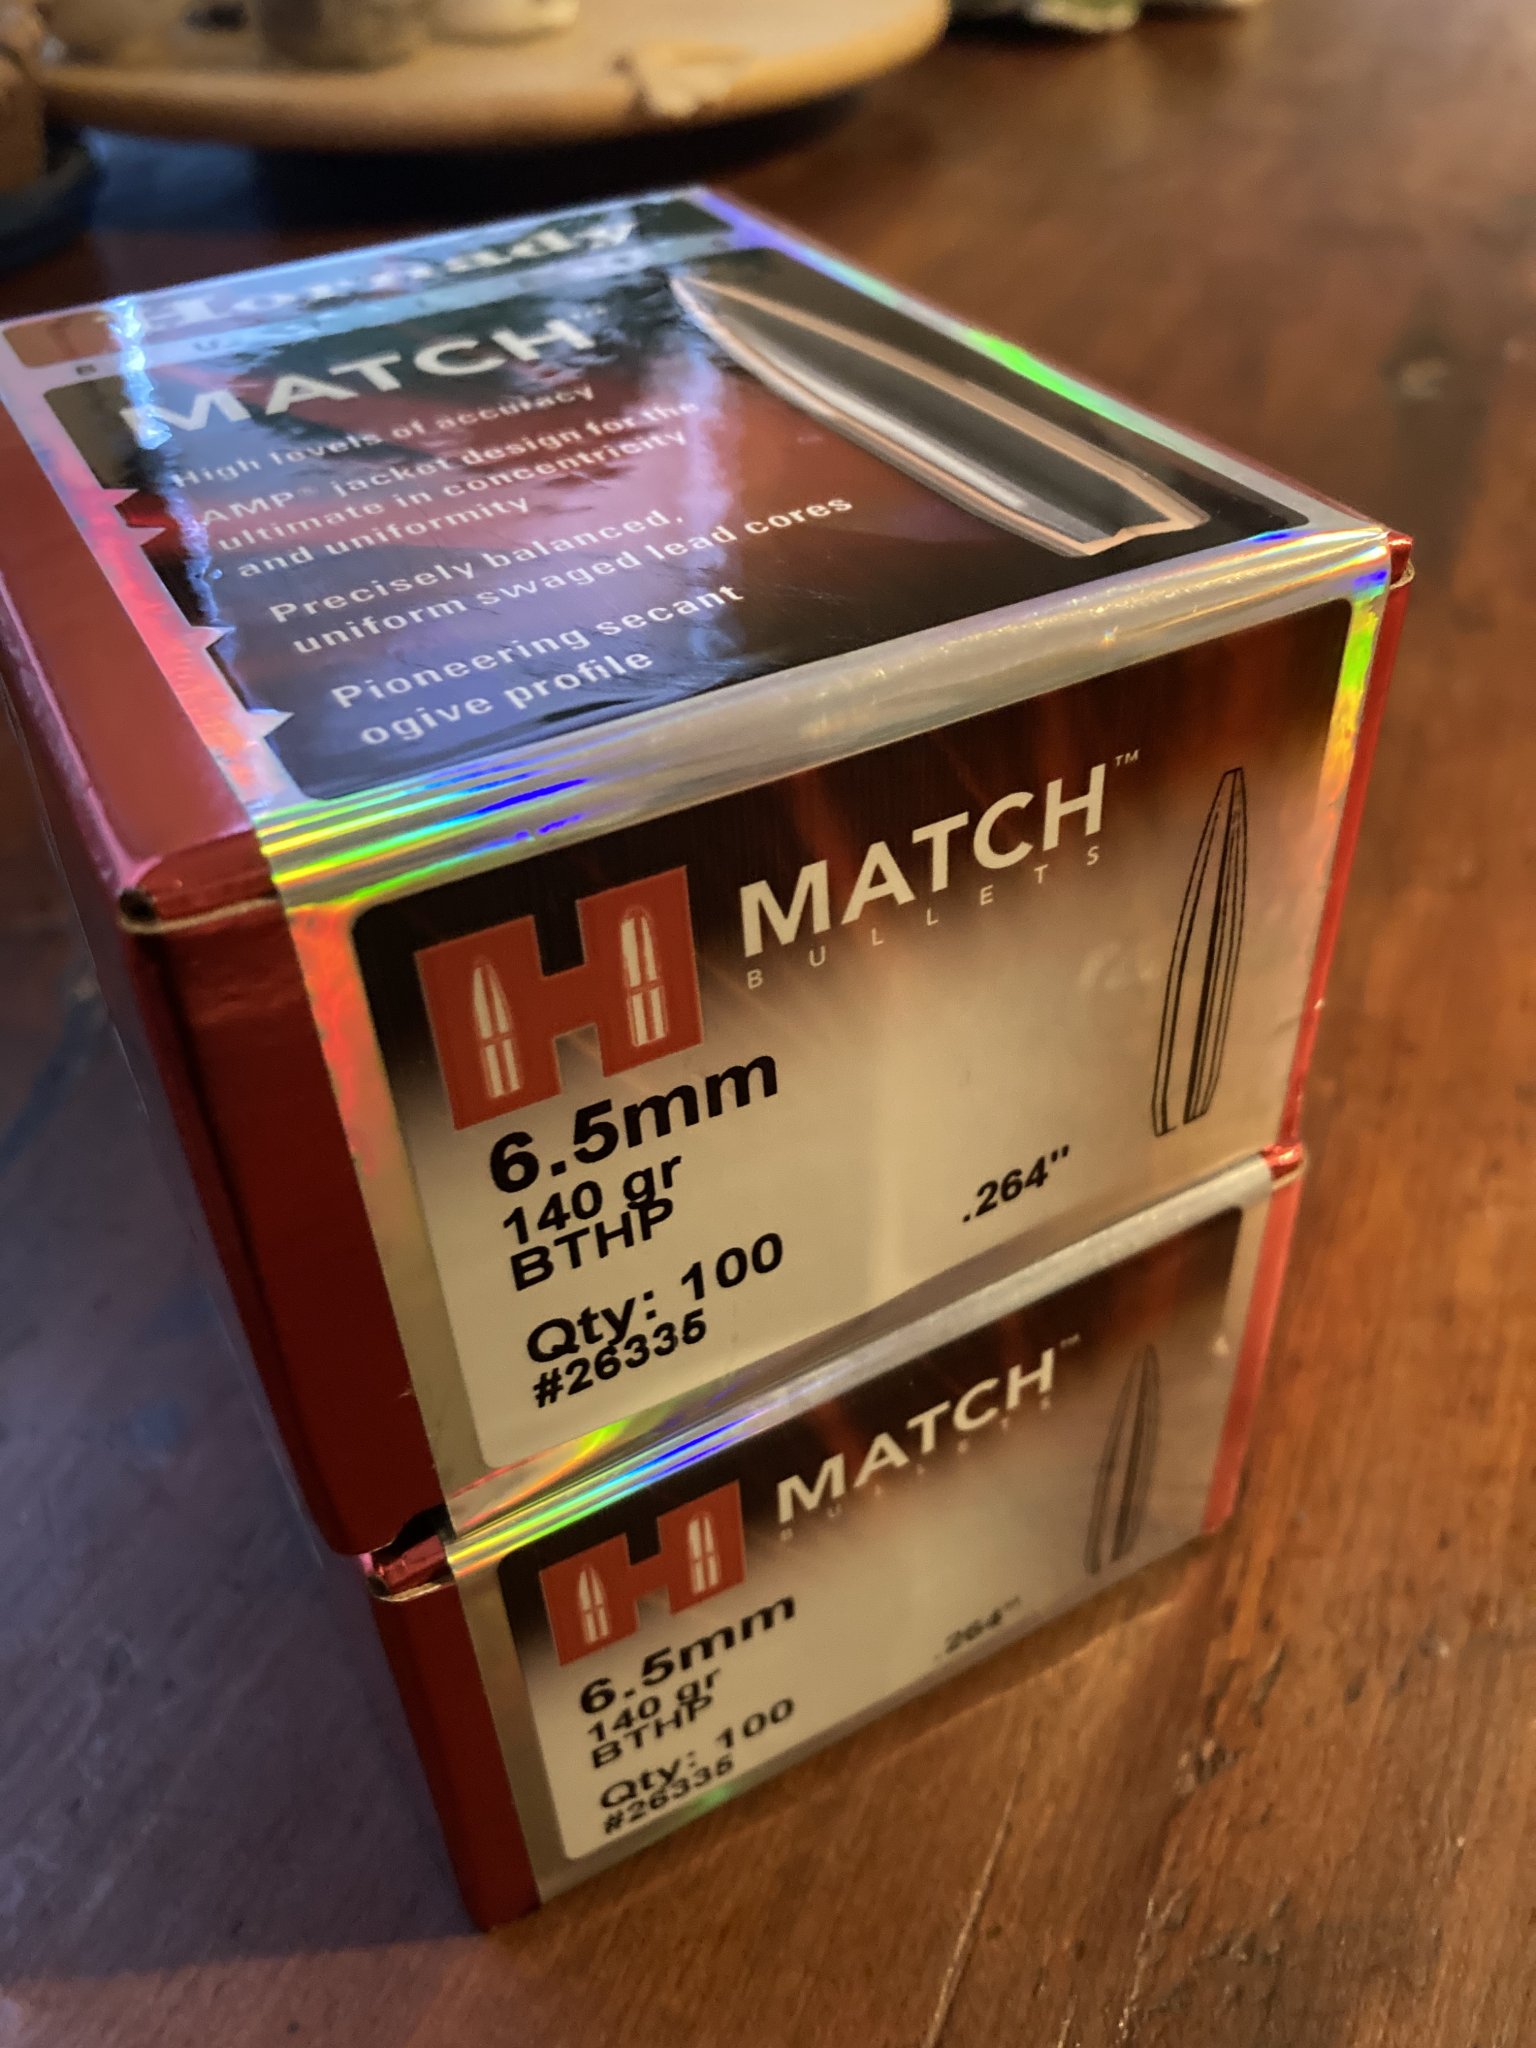 Hornady
MATCH™
High levels of accuracy
AMP® jacket design for the
ultimate in concentricity
and uniformity
Precisely balanced,
uniform swaged lead cores
Pioneering secant
ogive profile
H
MATCH™
BULLETS
6.5mm
140 gr
BTHP
.264"
Qty: 100
#26335
H
MATCH™
BULLETS
6.5mm
140 gr
BTHP
.264"
Qty: 100
#26335